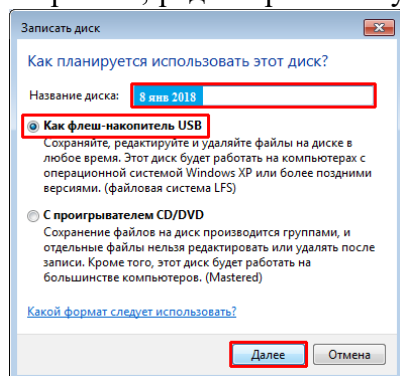 Записать диск
Как планируется использовать этот диск?
Название диска: 8 янв 2018
Как флеш-накопитель USB
Сохраняйте, редактируйте и удаляйте файлы на диске в
любое время. Этот диск будет работать на компьютерах с
операционной системой Windows XP или более поздними
версиями. (файловая система LFS)
С проигрывателем CD/DVD
Сохранение файлов на диск производится группами, и
отдельные файлы нельзя редактировать или удалять после
записи. Кроме того, этот диск будет работать на
большинстве компьютеров. (Mastered)
Какой формат следует использовать?
Далее Отмена